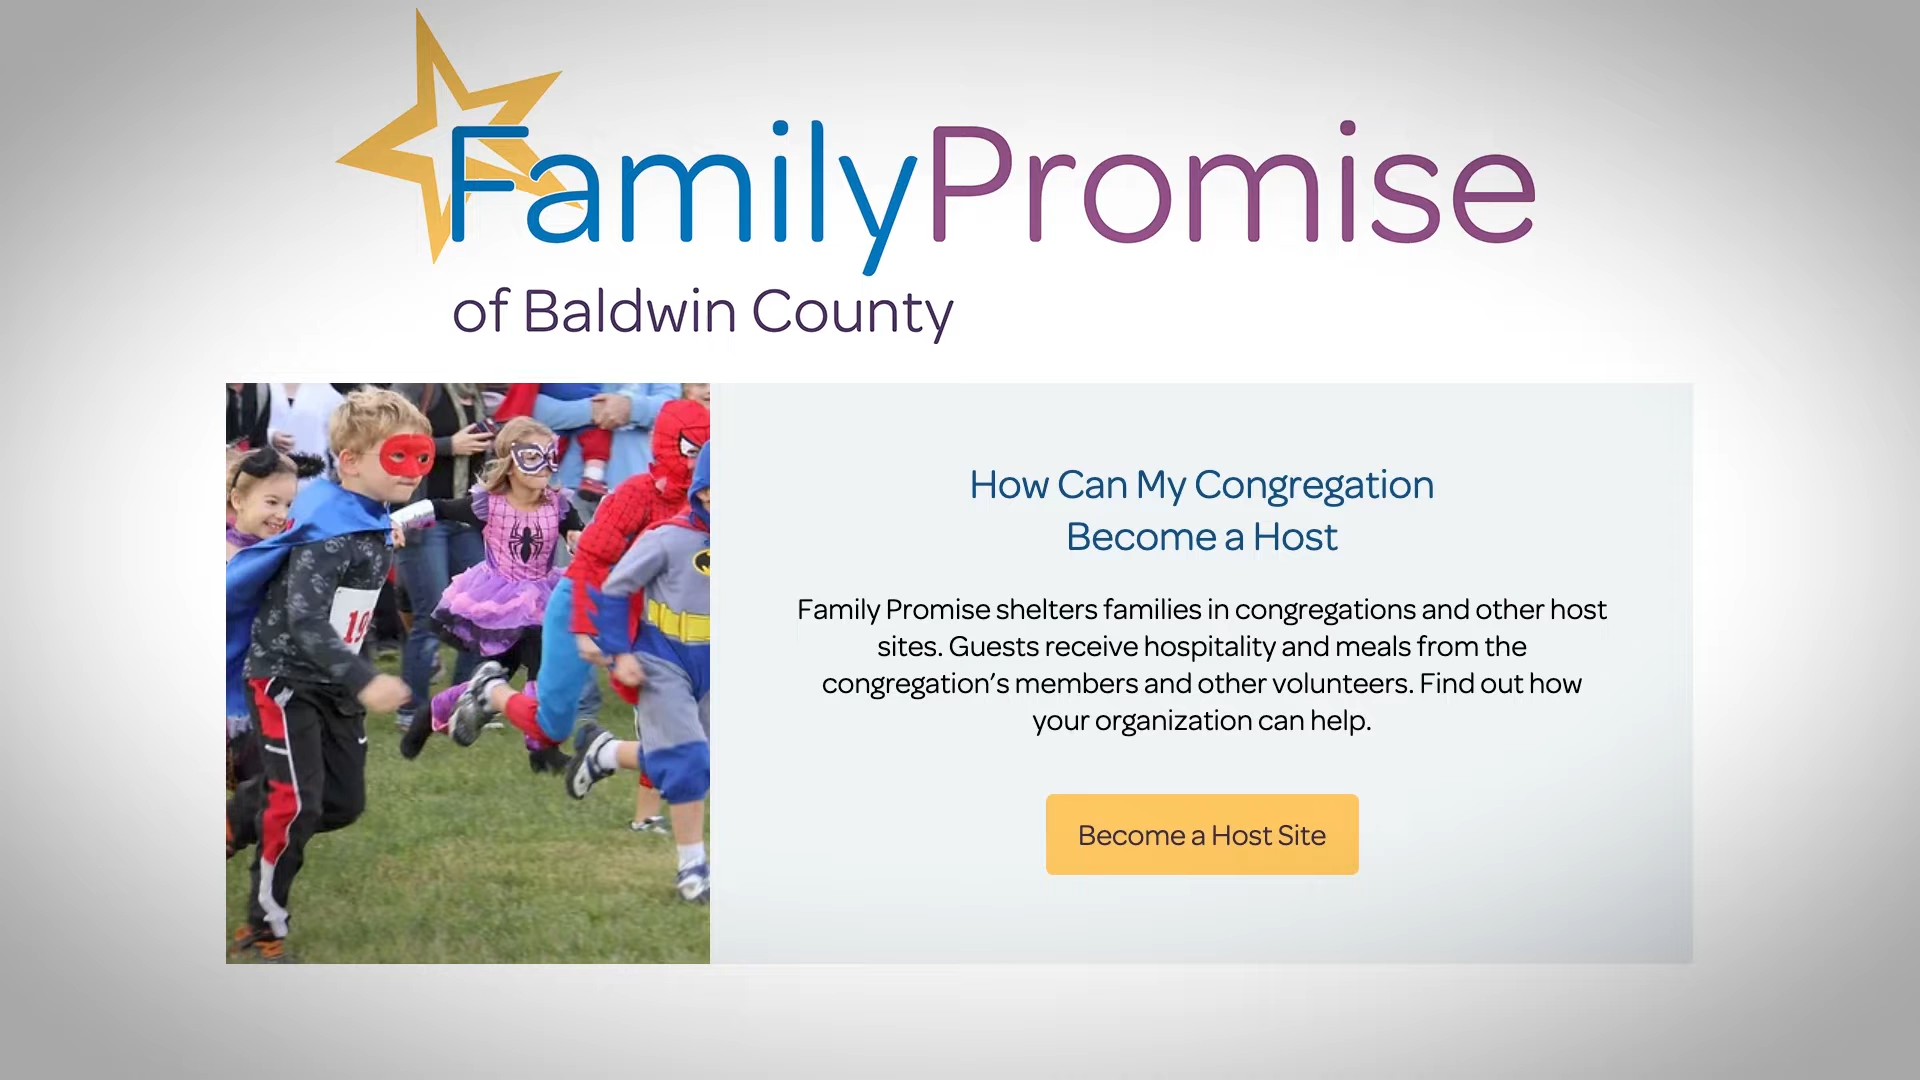 FamilyPromise
of Baldwin County
How Can My Congregation
Become a Host
Family Promise shelters families in congregations and other host
sites. Guests receive hospitality and meals from the
congregation’s members and other volunteers. Find out how
your organization can help.
Become a Host Site